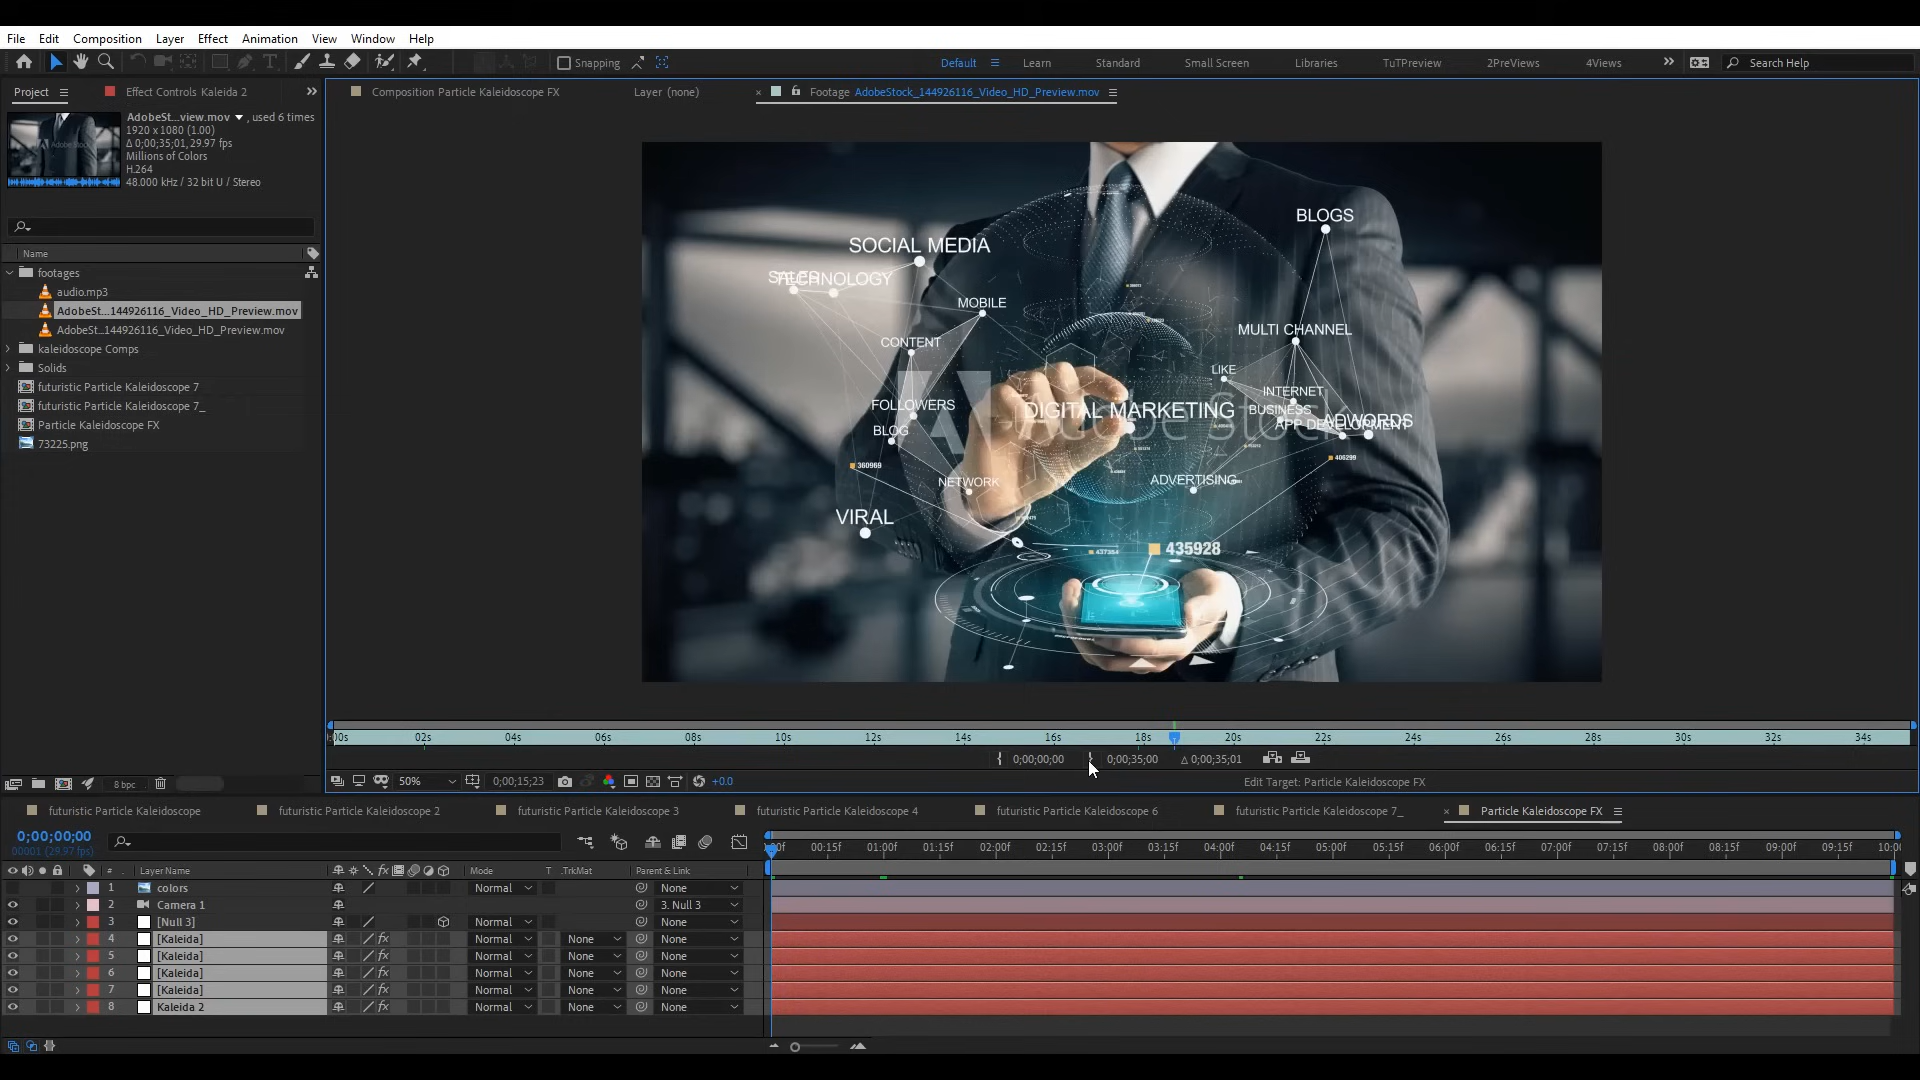 File Edit Composition Layer Effect Animation View Window Help
Snapping Default Learn Standard Small Screen Libraries TuTPreview 2PreViews 4Views Search Help
Project Effect Controls Kaleida 2
Composition Particle Kaleidoscope FX Layer (none) Footage AdobeStock_144926116_Video_HD_Preview.mov
AdobeSt...view.mov , used 6 times
1920 x 1080 (1.00)
Δ 0;00;35;01, 29.97 fps
Millions of Colors
H.264
48.000 kHz / 32 bit U / Stereo
Name
footages
audio.mp3
AdobeSt...144926116_Video_HD_Preview.mov
AdobeSt...144926116_Video_HD_Preview.mov
kaleidoscope Comps
Solids
futuristic Particle Kaleidoscope 7
futuristic Particle Kaleidoscope 7_
Particle Kaleidoscope FX
73225.png
BLOGS
SOCIAL MEDIA
SALES TECHNOLOGY
MOBILE
MULTI CHANNEL
CONTENT
LIKE
INTERNET
FOLLOWERS
DIGITAL MARKETING
BUSINESS
ADWORDS
APP DEVELOPMENT
Adobe Stock
BLOG
360969
406299
NETWORK
ADVERTISING
VIRAL
435928
437354
:00s 02s 04s 06s 08s 10s 12s 14s 16s 18s 20s 22s 24s 26s 28s 30s 32s 34s
0;00;00;00 0;00;35;00 Δ 0;00;35;01
8 bpc 50% 0;00;15;23 +0.0 Edit Target: Particle Kaleidoscope FX
futuristic Particle Kaleidoscope futuristic Particle Kaleidoscope 2 futuristic Particle Kaleidoscope 3 futuristic Particle Kaleidoscope 4 futuristic Particle Kaleidoscope 6 futuristic Particle Kaleidoscope 7_ Particle Kaleidoscope FX
0;00;00;00
00001 (29.97 fps)
:00f 00:15f 01:00f 01:15f 02:00f 02:15f 03:00f 03:15f 04:00f 04:15f 05:00f 05:15f 06:00f 06:15f 07:00f 07:15f 08:00f 08:15f 09:00f 09:15f 10:00
# Layer Name fx Mode T .TrkMat Parent & Link
1 colors Normal None
2 Camera 1 3. Null 3
3 [Null 3] Normal None
4 [Kaleida] fx Normal None None
5 [Kaleida] fx Normal None None
6 [Kaleida] fx Normal None None
7 [Kaleida] fx Normal None None
8 Kaleida 2 fx Normal None None